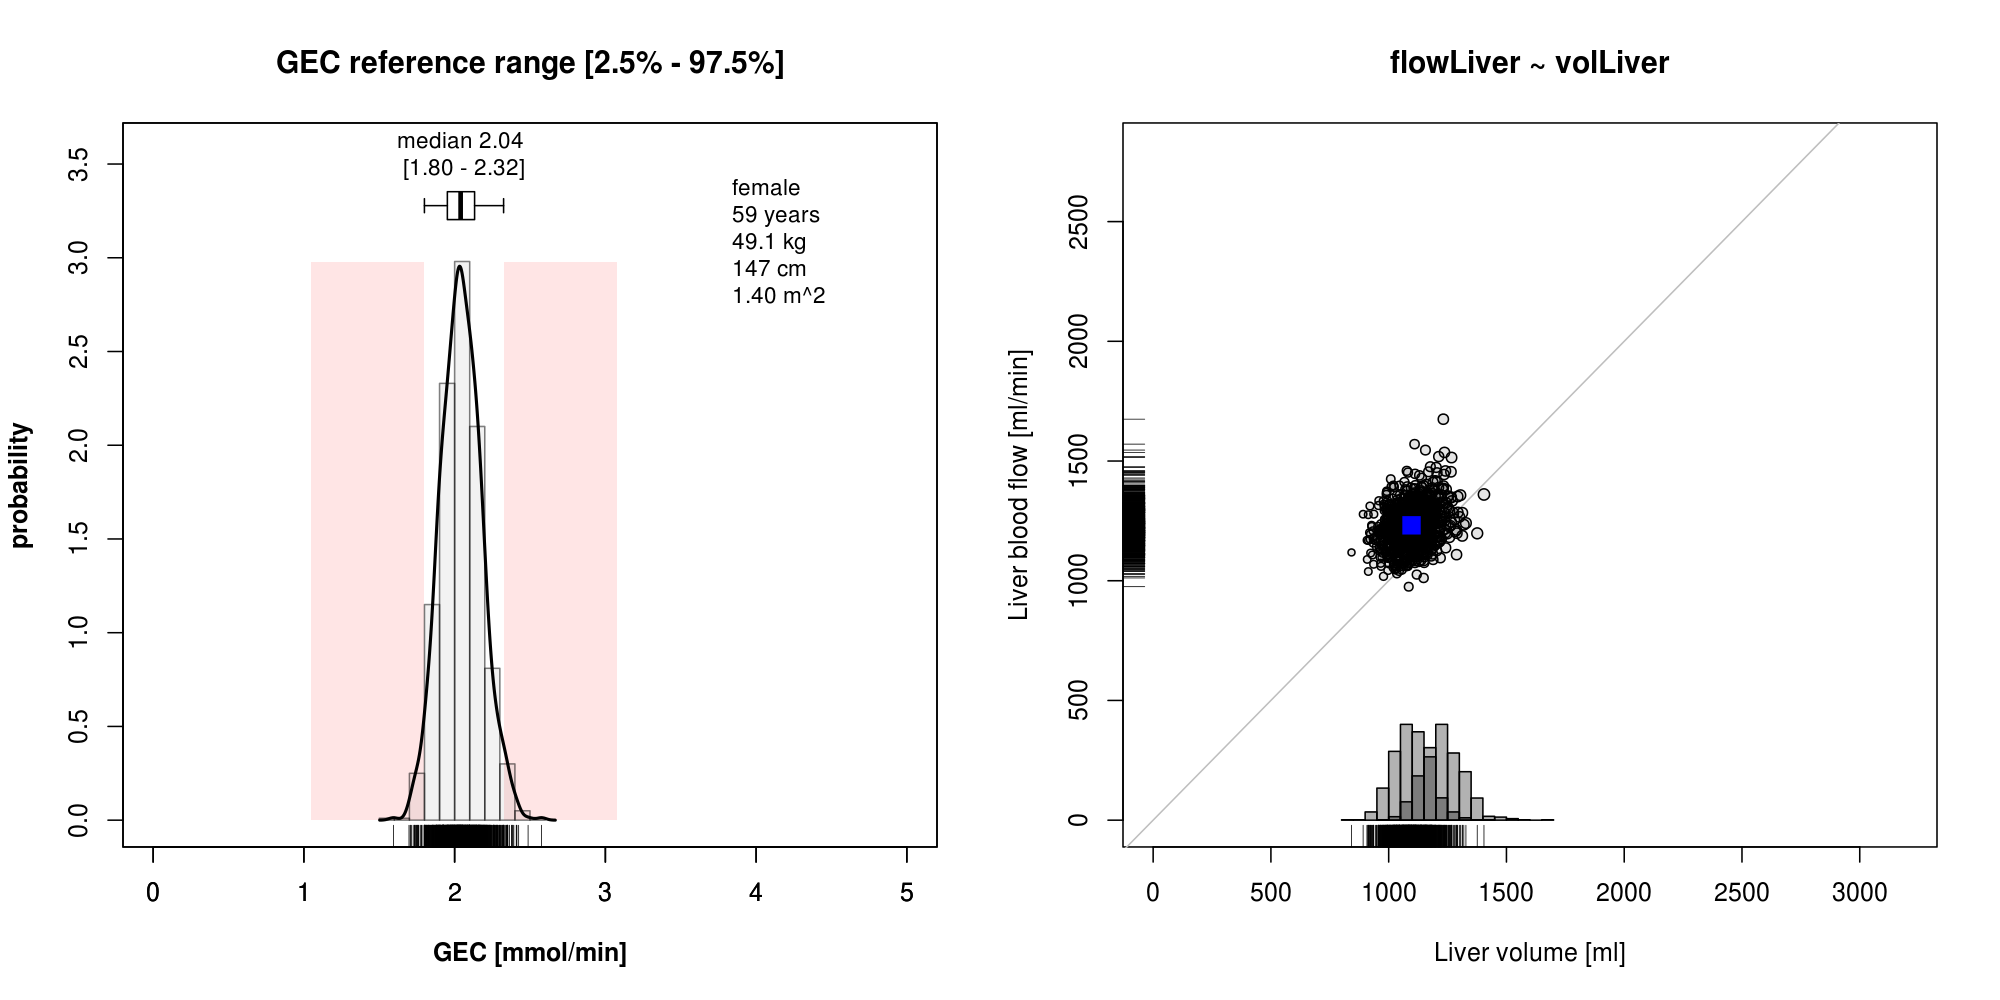 GEC reference range [2.5% - 97.5%]
median 2.04
[1.80 - 2.32]
female
59 years
49.1 kg
147 cm
1.40 m^2
probability
3.5
3.0
2.5
2.0
1.5
1.0
0.5
0.0
0 1 2 3 4 5
GEC [mmol/min]
flowLiver ~ volLiver
Liver blood flow [ml/min]
2500
2000
1500
1000
500
0
0 500 1000 1500 2000 2500 3000
Liver volume [ml]